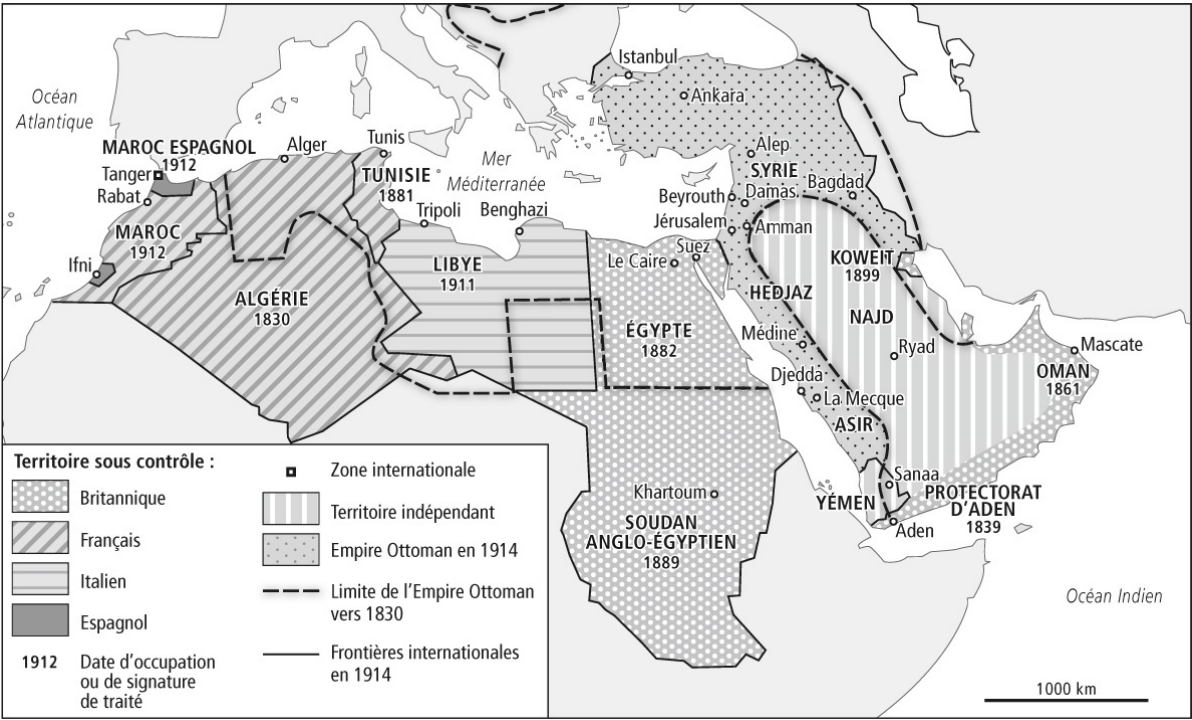 Istanbul
Ankara
Océan
Atlantique
MAROC ESPAGNOL
1912
Alger
Tunis
Tanger
Rabat
TUNISIE
1881
Mer
Méditerranée
Alep
SYRIE
Beyrouth
Damas
Bagdad
Tripoli
Benghazi
Jérusalem
Amman
MAROC
1912
Suez
Le Caire
Ifni
LIBYE
1911
KOWEIT
1899
ALGÉRIE
1830
HEDJAZ
NAJD
ÉGYPTE
1882
Médine
Ryad
Mascate
Djedda
OMAN
1861
La Mecque
ASIR
Sanaa
Khartoum
YÉMEN
PROTECTORAT
D'ADEN
1839
Aden
SOUDAN
ANGLO-ÉGYPTIEN
1889
Océan Indien
1000 km
Territoire sous contrôle :
Britannique
Français
Italien
Espagnol
1912 Date d'occupation
ou de signature
de traité
Zone internationale
Territoire indépendant
Empire Ottoman en 1914
Limite de l'Empire Ottoman
vers 1830
Frontières internationales
en 1914